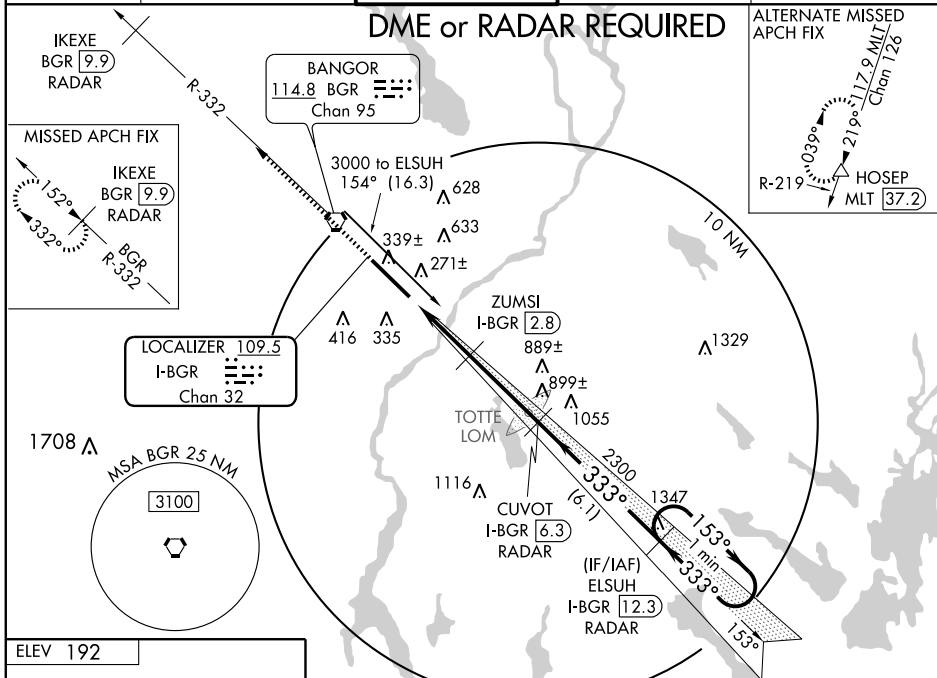 DME or RADAR REQUIRED
IKEXE
BGR 9.9
RADAR
R-332
BANGOR
114.8 BGR
Chan 95
ALTERNATE MISSED
APCH FIX
117.9 MLT
Chan 126
219°
039°
R-219
HOSEP
MLT 37.2
MISSED APCH FIX
IKEXE
BGR 9.9
RADAR
152°
332°
BGR
R-332
3000 to ELSUH
154° (16.3)
628
633
339±
271±
10 NM
416
335
ZUMSI
I-BGR 2.8
889±
899±
1055
1329
LOCALIZER 109.5
I-BGR
Chan 32
TOTTE
LOM
1708
MSA BGR 25 NM
3100
1116
2300
333°
(6.1)
CUVOT
I-BGR 6.3
RADAR
1347
153°
1 min
333°
(IF/IAF)
ELSUH
I-BGR 12.3
RADAR
153°
ELEV 192